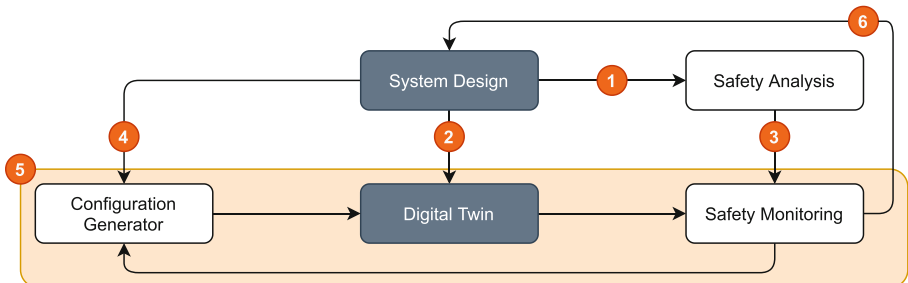 6
System Design
1
Safety Analysis
4
2
3
5
Configuration
Generator
Digital Twin
Safety Monitoring